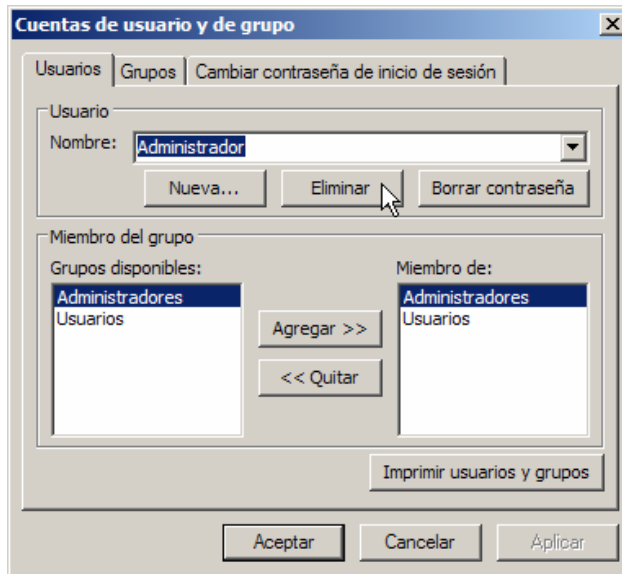 Cuentas de usuario y de grupo
Usuarios Grupos Cambiar contraseña de inicio de sesión
Usuario
Nombre: Administrador
Nueva... Eliminar Borrar contraseña
Miembro del grupo
Grupos disponibles: Miembro de:
Administradores Administradores
Usuarios Usuarios
Agregar >>
<< Quitar
Imprimir usuarios y grupos
Aceptar Cancelar Aplicar